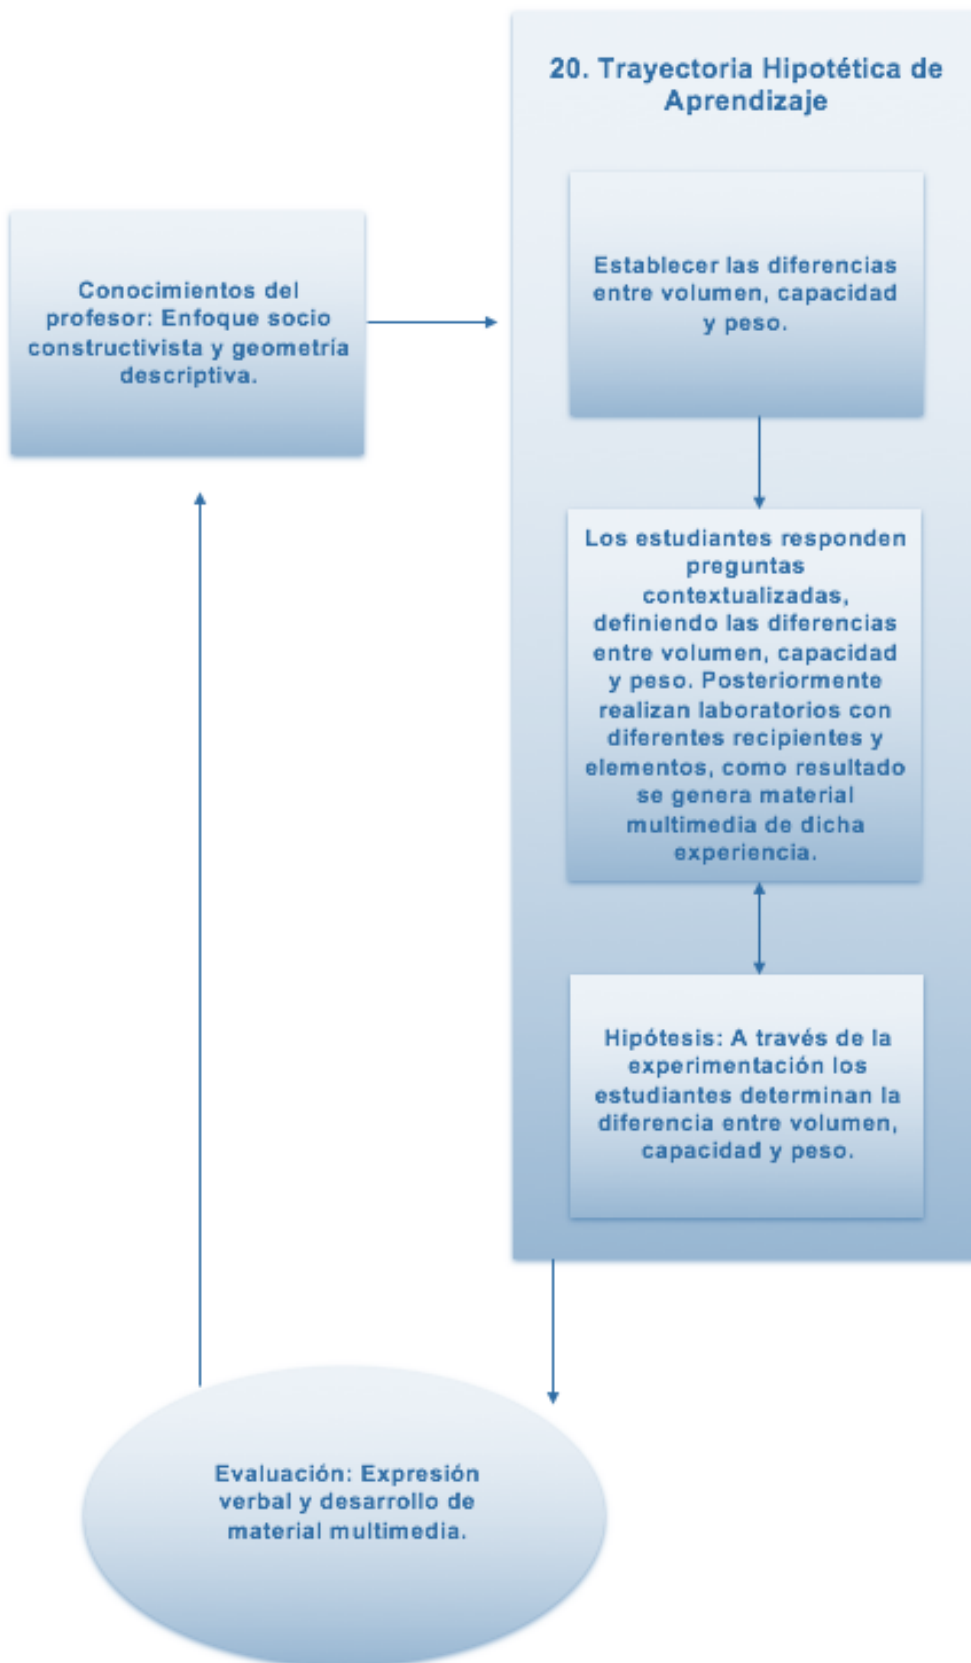 20. Trayectoria Hipotética de
Aprendizaje
Conocimientos del
profesor: Enfoque socio
constructivista y geometría
descriptiva.
Establecer las diferencias
entre volumen, capacidad
y peso.
Los estudiantes responden
preguntas
contextualizadas,
definiendo las diferencias
entre volumen, capacidad
y peso. Posteriormente
realizan laboratorios con
diferentes recipientes y
elementos, como resultado
se genera material
multimedia de dicha
experiencia.
Hipótesis: A través de la
experimentación los
estudiantes determinan la
diferencia entre volumen,
capacidad y peso.
Evaluación: Expresión
verbal y desarrollo de
material multimedia.